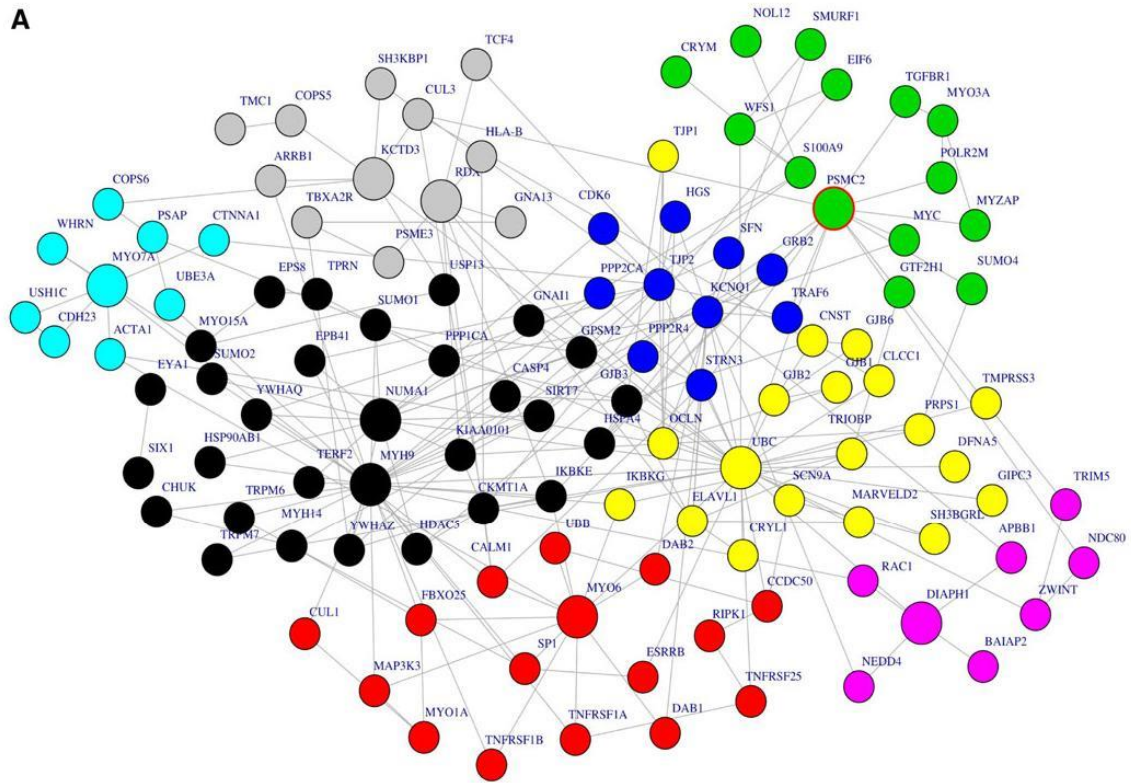 A
NOL12
SMURF1
TCF4
CRYM
SH3KBP1
EIF6
CUL3
TGFBR1
MYO3A
TMC1
COPS5
WFS1
HLA-B
TJP1
KCTD3
S100A9
POLR2M
ARRB1
RDX
PSMC2
COPS6
TBXA2R
GNA13
CDK6
HGS
MYZAP
WHRN
PSAP
CTNNA1
MYC
PSME3
SFN
GRB2
MYO7A
TJP2
UBE3A
EPS8
TPRN
USP13
PPP2CA
KCNQ1
GTF2H1
SUMO4
USH1C
SUMO1
GNAI1
TRAF6
CDH23
MYO15A
CNST
GJB6
ACTA1
EPB41
PPP1CA
GPSM2
PPP2R4
EYA1
SUMO2
CASP4
GJB3
STRN3
GJB2
GJB1
CLCC1
YWHAQ
NUMA1
SIRT7
TMPRSS3
HSPA4
OCLN
TRIOBP
PRPS1
HSP90AB1
KIAA0101
UBC
DFNA5
SIX1
TERF2
MYH9
SCN9A
GIPC3
TRIM5
CHUK
TRPM6
CKMT1A
IKBKE
IKBKG
ELAVL1
MARVELD2
SH3BGRL
APBB1
NDC80
TRPM7
MYH14
YWHAZ
HDAC5
UBB
CRYL1
CALM1
DAB2
RAC1
CCDC50
FBXO25
MYO6
DIAPH1
ZWINT
CUL1
RIPK1
SP1
ESRRB
BAIAP2
MAP3K3
NEDD4
TNFRSF25
MYO1A
TNFRSF1A
DAB1
TNFRSF1B